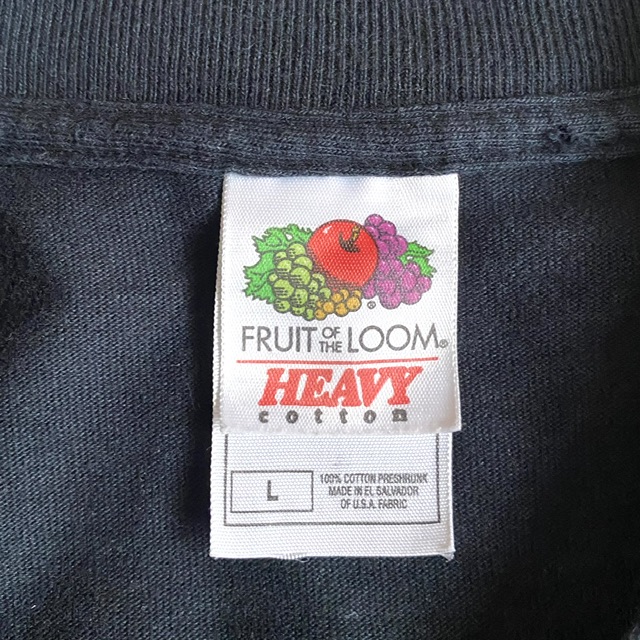 FRUIT OF THE LOOM®
HEAVY
cotton
L
100% COTTON PRESHRUNK
MADE IN EL SALVADOR
OF U.S.A. FABRIC